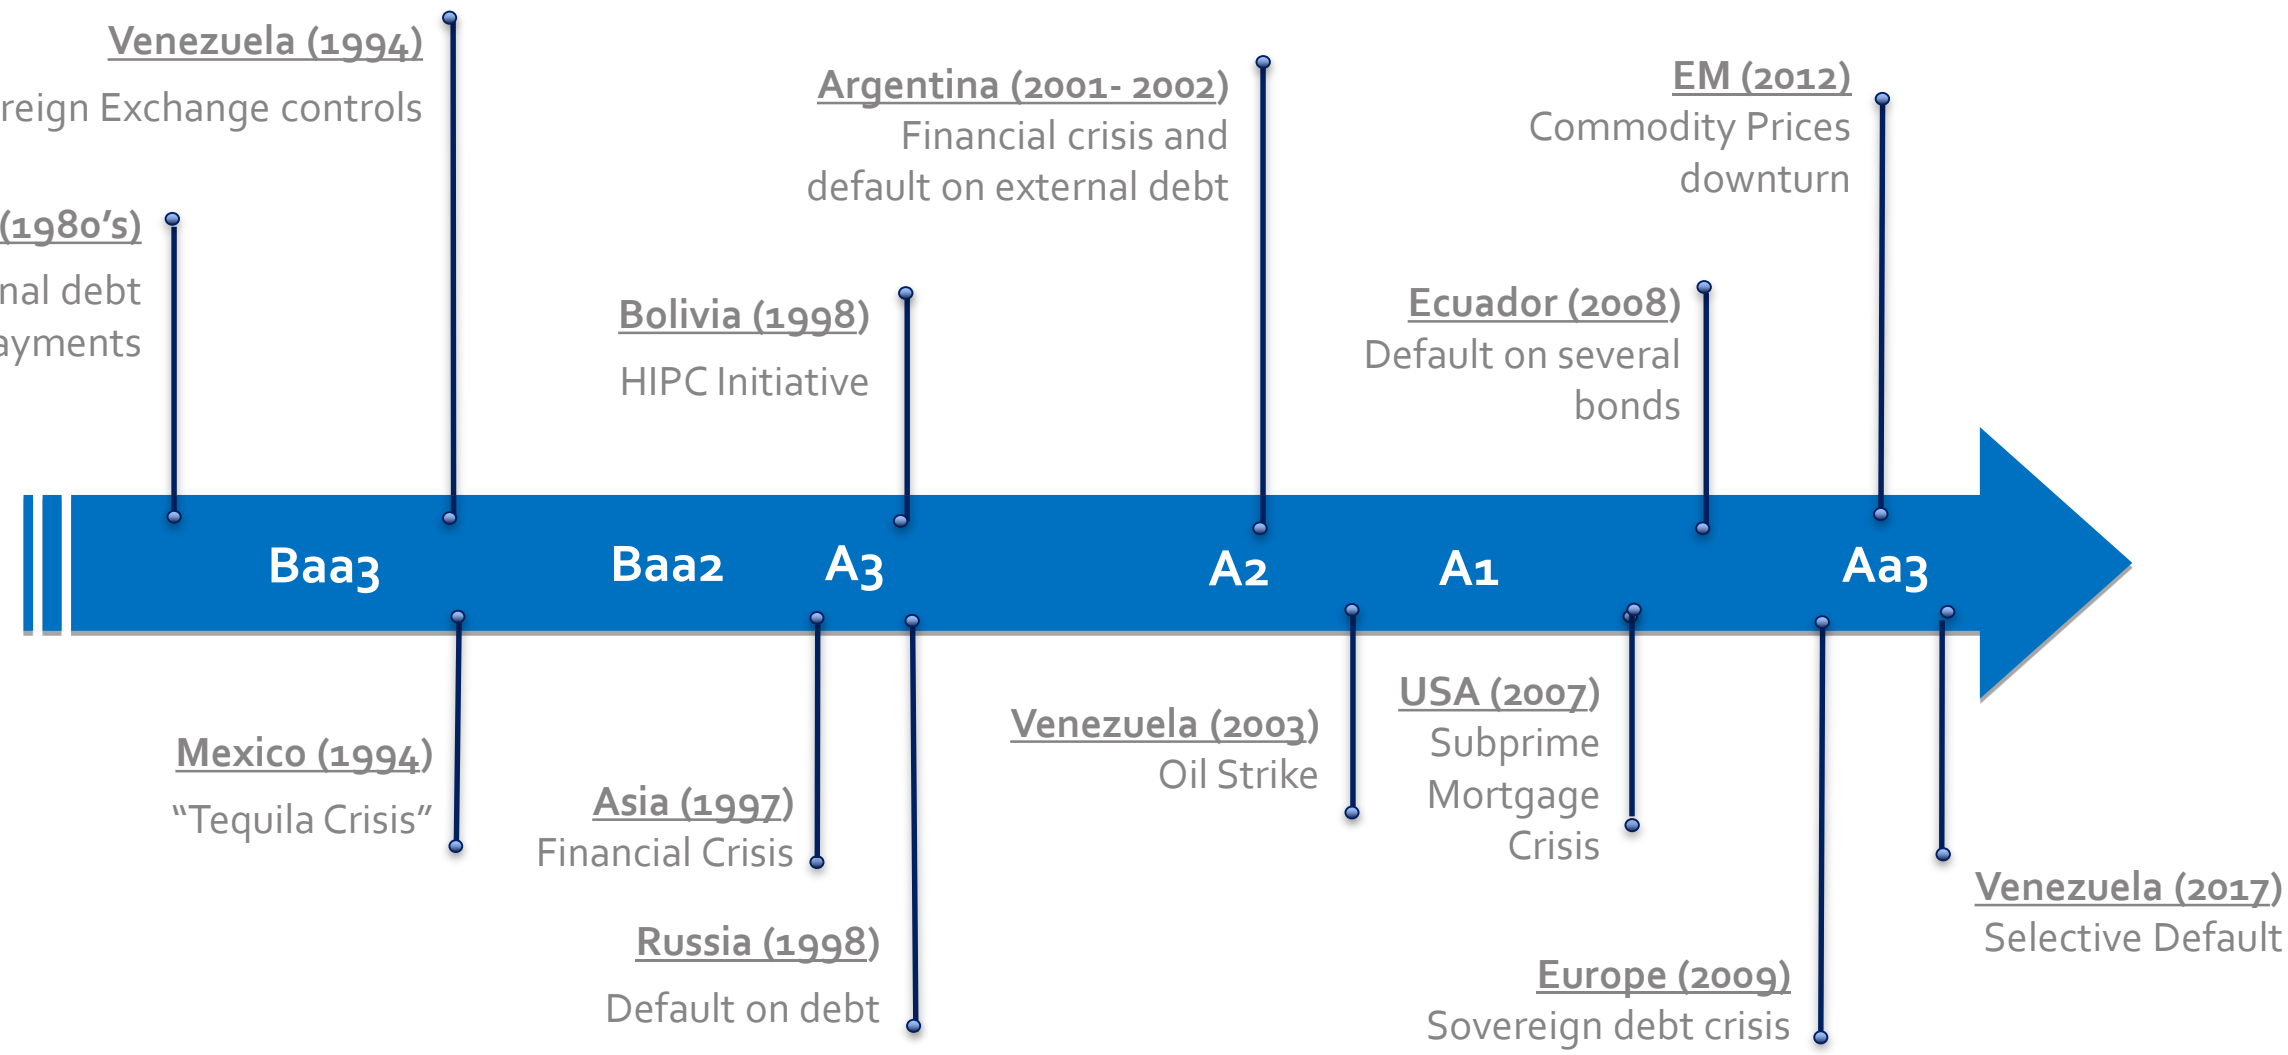 Venezuela (1994)
Exchange controls
(1980's)
debt
Argentina (2001- 2002)
Financial crisis and
default on external debt
EM (2012)
Commodity Prices
downturn
Bolivia (1998)
HIPC Initiative
Ecuador (2008)
Default on several
bonds
Baa3
Baa2
A3
A2
A1
Aa3
Mexico (1994)
“Tequila Crisis”
Asia (1997)
Financial Crisis
Russia (1998)
Default on debt
Venezuela (2003)
Oil Strike
USA (2007)
Subprime
Mortgage
Crisis
Europe (2009)
Sovereign debt crisis
Venezuela (2017)
Selective Default